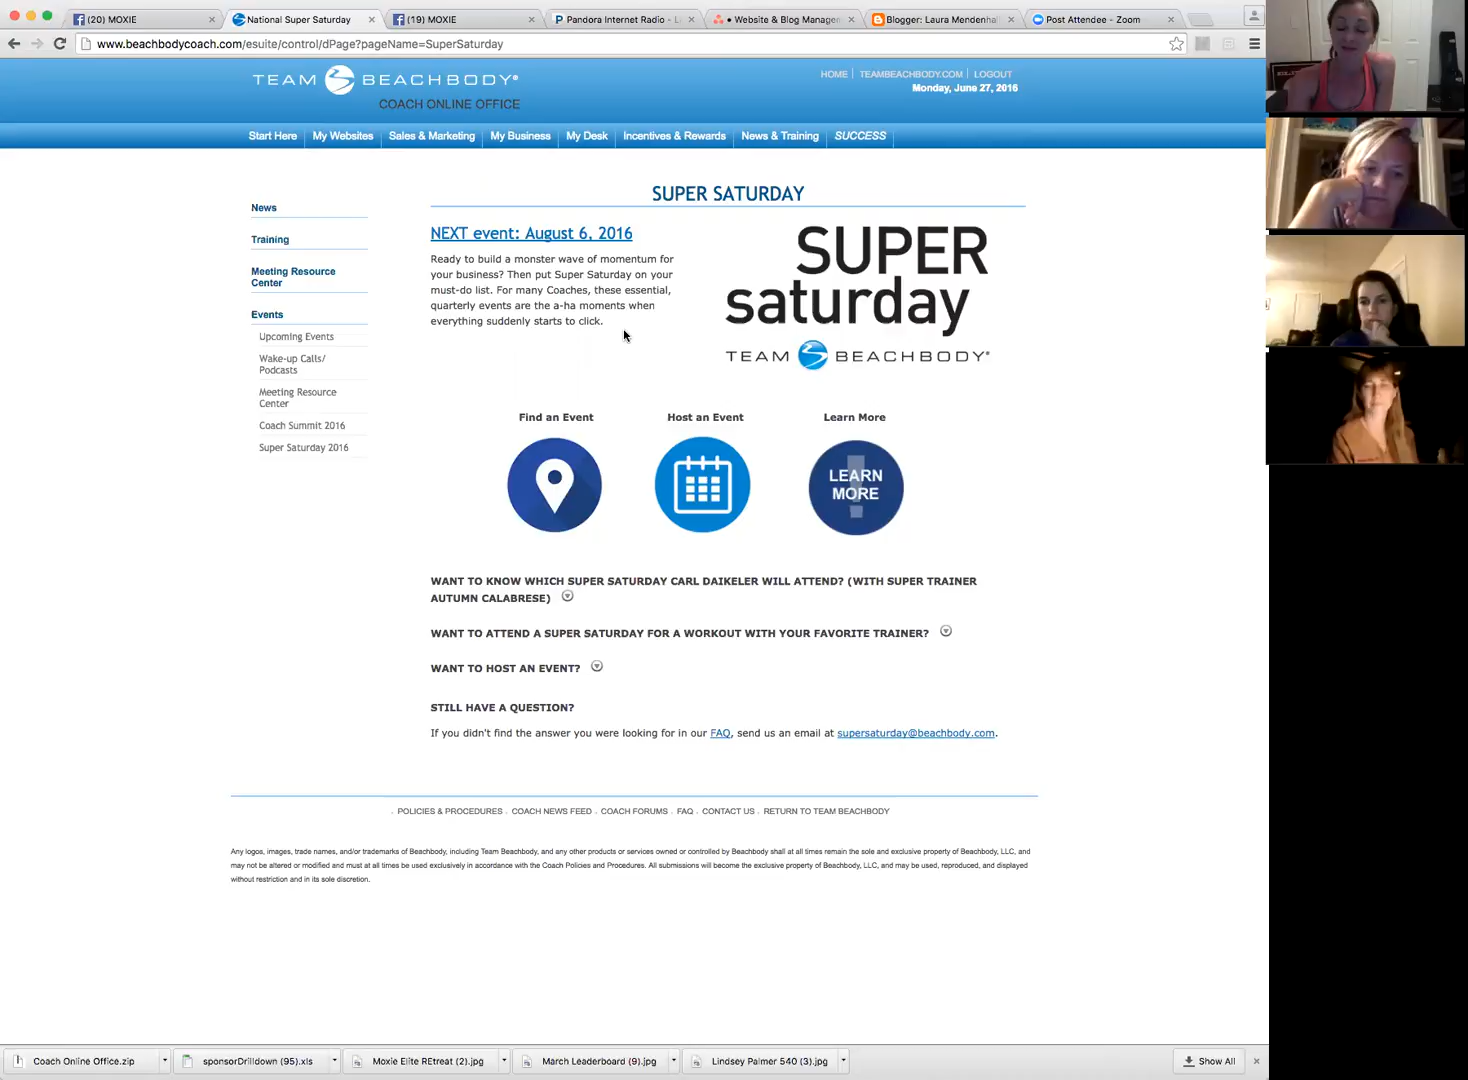 (20) MOXIE
National Super Saturday
(19) MOXIE
Pandora Internet Radio - L
• Website & Blog Manage
Blogger: Laura Mendenhal
Post Attendee - Zoom
www.beachbodycoach.com/esuite/control/dPage?pageName=SuperSaturday
TEAM BEACHBODY®
COACH ONLINE OFFICE
HOME | TEAMBEACHBODY.COM | LOGOUT
Monday, June 27, 2016
Start Here
My Websites
Sales & Marketing
My Business
My Desk
Incentives & Rewards
News & Training
SUCCESS
News
Training
Meeting Resource
Center
Events
Upcoming Events
Wake-up Calls/
Podcasts
Meeting Resource
Center
Coach Summit 2016
Super Saturday 2016
SUPER SATURDAY
NEXT event: August 6, 2016
Ready to build a monster wave of momentum for
your business? Then put Super Saturday on your
must-do list. For many Coaches, these essential,
quarterly events are the a-ha moments when
everything suddenly starts to click.
SUPER
saturday
TEAM BEACHBODY®
Find an Event
Host an Event
Learn More
LEARN
MORE
WANT TO KNOW WHICH SUPER SATURDAY CARL DAIKELER WILL ATTEND? (WITH SUPER TRAINER
AUTUMN CALABRESE)
WANT TO ATTEND A SUPER SATURDAY FOR A WORKOUT WITH YOUR FAVORITE TRAINER?
WANT TO HOST AN EVENT?
STILL HAVE A QUESTION?
If you didn't find the answer you were looking for in our FAQ, send us an email at supersaturday@beachbody.com.
. POLICIES & PROCEDURES . COACH NEWS FEED . COACH FORUMS . FAQ . CONTACT US . RETURN TO TEAM BEACHBODY
Any logos, images, trade names, and/or trademarks of Beachbody, including Team Beachbody, and any other products or services owned or controlled by Beachbody shall at all times remain the sole and exclusive property of Beachbody, LLC, and
may not be altered or modified and must at all times be used exclusively in accordance with the Coach Policies and Procedures. All submissions will become the exclusive property of Beachbody, LLC, and may be used, reproduced, and displayed
without restriction and in its sole discretion.
Coach Online Office.zip
sponsorDrilldown (95).xls
Moxie Elite REtreat (2).jpg
March Leaderboard (9).jpg
Lindsey Palmer 540 (3).jpg
Show All